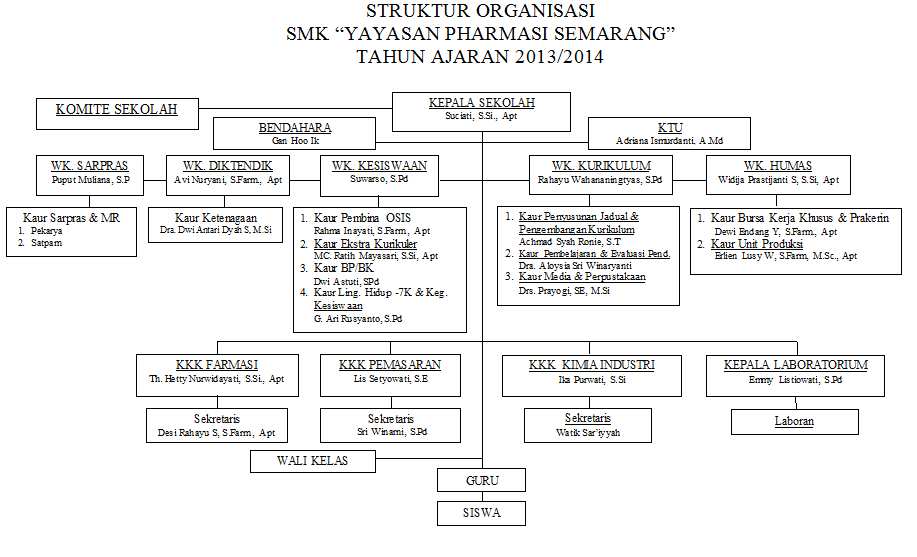 STRUKTUR ORGANISASI
SMK “YAYASAN PHARMASI SEMARANG”
TAHUN AJARAN 2013/2014
KOMITE SEKOLAH
KEPALA SEKOLAH
Suciati, S.Si., Apt
BENDAHARA
Gan Hoo Ik
KTU
Adriana Ismurdanti, A.Md
WK. SARPRAS
Puput Muliana, S.P
WK. DIKTENDIK
Avi Nuryani, S.Farm, Apt
WK. KESISWAAN
Suwarso, S.Pd
WK. KURIKULUM
Rahayu Wahananingtyas, S.Pd
WK. HUMAS
Widija Prastijanti S, S.Si, Apt
Kaur Sarpras & MR
1. Pekarya
2. Satpam
Kaur Ketenagaan
Dra. Dwi Antari Dyah S, M.Si
1. Kaur Pembina OSIS
Rahma Inayati, S.Farm, Apt
2. Kaur Ekstra Kurikuler
MC. Ratih Mayasari, S.Si, Apt
3. Kaur BP/BK
Dwi Astuti, SPd
4. Kaur Ling. Hidup -7K & Keg.
Kesiswaan
G. Ari Rusyanto, S.Pd
1. Kaur Penyusunan Jadual &
Pengembangan Kurikulum
Achmad Syah Ronie, S.T
2. Kaur Pembelajaran & Evaluasi Pend.
Dra. Aloysia Sri Winaryanti
3. Kaur Media & Perpustakaan
Drs. Prayogi, SE, M.Si
1. Kaur Bursa Kerja Khusus & Prakerin
Dewi Endang Y, S.Farm, Apt
2. Kaur Unit Produksi
Erlien Lusy W, S.Farm, M.Sc., Apt
KKK FARMASI
Th. Hetty Nurwidayati, S.Si., Apt
KKK PEMASARAN
Lis Setyowati, S.E
KKK KIMIA INDUSTRI
Ika Purwati, S.Si
KEPALA LABORATORIUM
Emmy Listiowati, S.Pd
Sekretaris
Desi Rahayu S, S.Farm, Apt
Sekretaris
Sri Winarni, S.Pd
Sekretaris
Watik Sar'iyyah
Laboran
WALI KELAS
GURU
SISWA